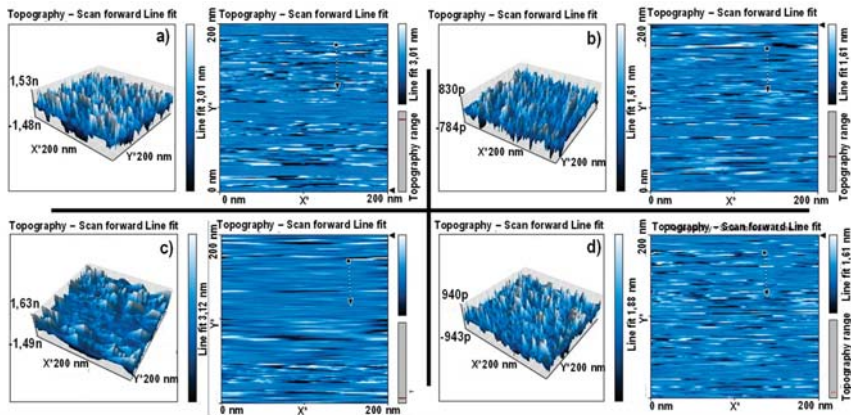 Topography – Scan forward Line fit
Topography – Scan forward Line fit
a)
1,53n
-1,48n
X*200 nm
Y*200 nm
Line fit 3,01 nm
200 nm
Y*
0 nm
0 nm
X*
200 nm
Line fit 3,01 nm
Topography range
Topography – Scan forward Line fit
Topography – Scan forward Line fit
b)
830p
-784p
X*200 nm
Y*200 nm
Line fit 1,61 nm
200 nm
Y*
0 nm
0 nm
X*
200 nm
Line fit 1,61 nm
Topography range
Topography – Scan forward Line fit
Topography – Scan forward Line fit
c)
1,63n
-1,49n
X*200 nm
Y*200 nm
Line fit 3,12 nm
200 nm
Y*
0 nm
0 nm
X*
200 nm
Topography – Scan forward Line fit
Topography – Scan forward Line fit
d)
940p
-943p
X*200 nm
Y*200 nm
Line fit 1,88 nm
200 nm
Y*
0 nm
0 nm
X*
200 nm
Line fit 1,61 nm
Topography range